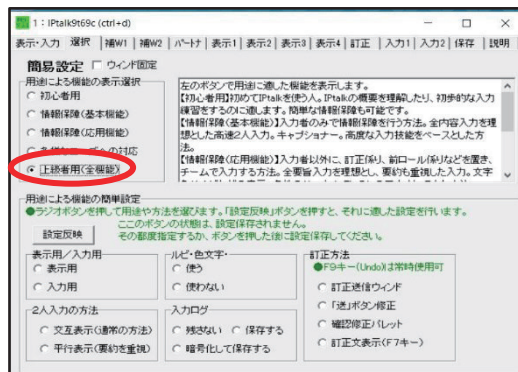 1：IPtalk9t69c (ctrl+d)
表示・入力 選択 補W1 補W2 パートナ 表示1 表示2 表示3 表示4 訂正 入力1 入力2 保存 説明
簡易設定 ウィンド固定
用途による機能の表示選択
初心者用
情報保障（基本機能）
情報保障（応用機能）
上級者用（全機能）
左のボタンで用途に適した機能を表示します。
【初心者用】初めてIPtalkを使う人。IPtalkの概要を理解したり、初歩的な入力
練習をするのに適します。簡単な情報保障も可能です。
【情報保障（基本機能）】入力者のみで情報保障を行う方法。全内容入力を理
想とした高速2人入力。キャプショナー。高度な入力技能をベースとした方
法。
【情報保障（応用機能）】入力者以外に、訂正係り、前ロール係りなどを置き、
チームで入力する方法。全要旨入力を理想とし、要約も重視した入力。文字
用途による機能の簡単設定
●ラジオボタンを押して用途や方法を選びます。「設定反映」ボタンを押すと、それに適した設定を行います。
ここのボタンの状態は、設定保存されません。
設定反映 その都度指定するか、ボタンを押した後に設定保存してください。
表示用／入力用
表示用
入力用
ルビ・色文字・
使う
使わない
訂正方法
●F9キー(Undo)は常時使用可
訂正送信ウィンド
「送」ボタン修正
確認修正パレット
訂正文表示(F7キー)
2人入力の方法
交互表示（通常の方法）
平行表示（要約を重視）
入力ログ
残さない 保存する
暗号化して保存する